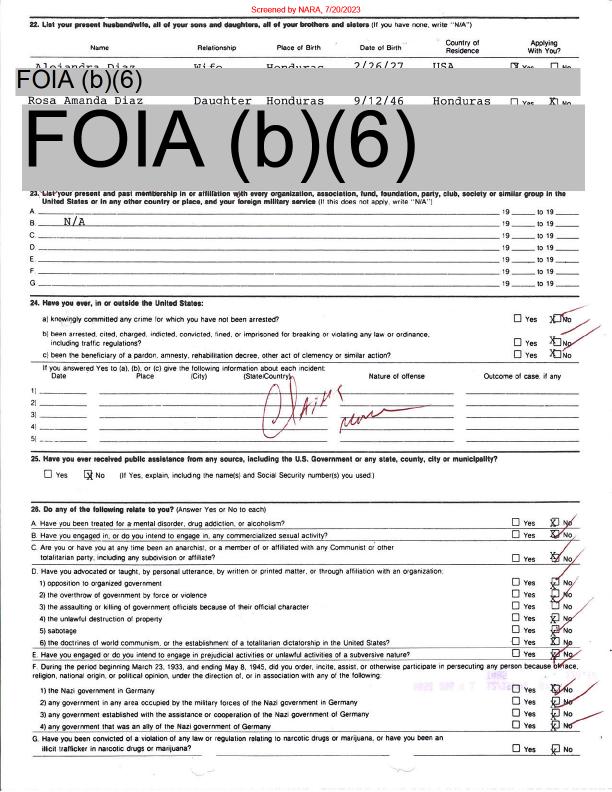 Screened by NARA, 7/20/2023
22. List your present husband/wife, all of your sons and daughters, all of your brothers and sisters (If you have none, write "N/A")
Name Relationship Place of Birth Date of Birth Country of Residence Applying With You?
Alejandra Diaz Wife Honduras 2/26/27 USA X Yes No
FOIA (b)(6)
Rosa Amanda Diaz Daughter Honduras 9/12/46 Honduras Yes X No
FOIA (b)(6)
23. List your present and past membership in or affiliation with every organization, association, fund, foundation, party, club, society or similar group in the
United States or in any other country or place, and your foreign military service (If this does not apply, write "N/A")
A. 19 to 19
B. N/A 19 to 19
C. 19 to 19
D. 19 to 19
E. 19 to 19
F. 19 to 19
G. 19 to 19
24. Have you ever, in or outside the United States:
a) knowingly committed any crime for which you have not been arrested? Yes X No
b) been arrested, cited, charged, indicted, convicted, fined, or imprisoned for breaking or violating any law or ordinance,
including traffic regulations? Yes X No
c) been the beneficiary of a pardon, amnesty, rehabilitation decree, other act of clemency or similar action? Yes X No
If you answered Yes to (a), (b), or (c) give the following information about each incident:
Date Place (City) (State/Country) Nature of offense Outcome of case, if any
1)
2) Claims
3) none
4)
5)
25. Have you ever received public assistance from any source, including the U.S. Government or any state, county, city or municipality?
Yes X No (If Yes, explain, including the name(s) and Social Security number(s) you used.)
26. Do any of the following relate to you? (Answer Yes or No to each)
A. Have you been treated for a mental disorder, drug addiction, or alcoholism? Yes X No
B. Have you engaged in, or do you intend to engage in, any commercialized sexual activity? Yes X No
C. Are you or have you at any time been an anarchist, or a member of or affiliated with any Communist or other
totalitarian party, including any subdivision or affiliate? Yes X No
D. Have you advocated or taught, by personal utterance, by written or printed matter, or through affiliation with an organization:
1) opposition to organized government Yes X No
2) the overthrow of government by force or violence Yes X No
3) the assaulting or killing of government officials because of their official character Yes X No
4) the unlawful destruction of property Yes X No
5) sabotage Yes X No
6) the doctrines of world communism, or the establishment of a totalitarian dictatorship in the United States? Yes X No
E. Have you engaged or do you intend to engage in prejudicial activities or unlawful activities of a subversive nature? Yes X No
F. During the period beginning March 23, 1933, and ending May 8, 1945, did you order, incite, assist, or otherwise participate in persecuting any person because of race,
religion, national origin, or political opinion, under the direction of, or in association with any of the following:
1) the Nazi government in Germany Yes X No
2) any government in any area occupied by the military forces of the Nazi government in Germany Yes X No
3) any government established with the assistance or cooperation of the Nazi government of Germany Yes X No
4) any government that was an ally of the Nazi government of Germany Yes X No
G. Have you been convicted of a violation of any law or regulation relating to narcotic drugs or marijuana, or have you been an
illicit trafficker in narcotic drugs or marijuana? Yes X No